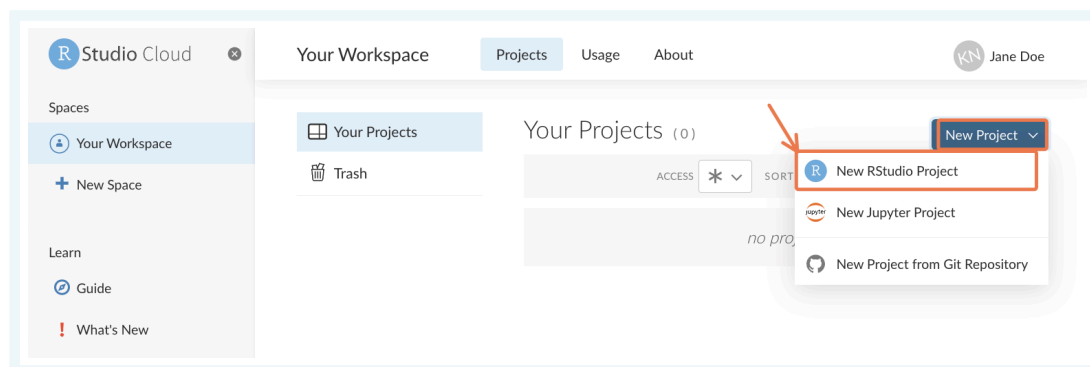 R Studio Cloud
Spaces
Your Workspace
New Space
Learn
Guide
What's New
Your Workspace
Projects
Usage
About
KN
Jane Doe
Your Projects
Trash
Your Projects (0)
New Project
ACCESS
SORT
no
R New RStudio Project
jupyter New Jupyter Project
New Project from Git Repository